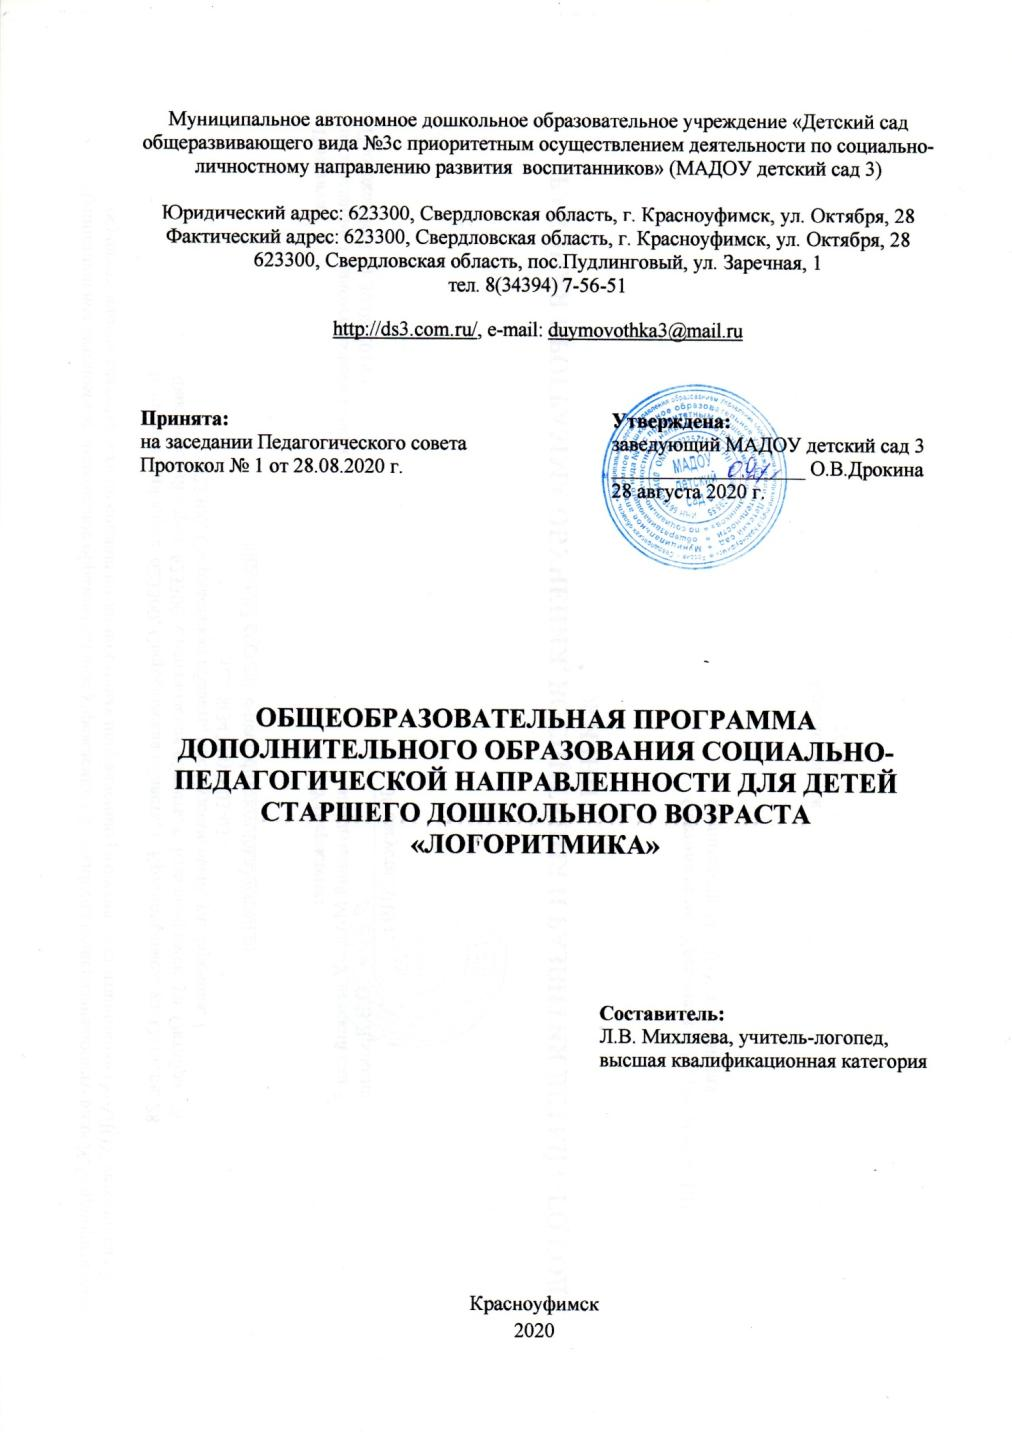 Муниципальное автономное дошкольное образовательное учреждение «Детский сад
общеразвивающего вида №3с приоритетным осуществлением деятельности по социально-
личностному направлению развития воспитанников» (МАДОУ детский сад 3)
Юридический адрес: 623300, Свердловская область, г. Красноуфимск, ул. Октября, 28
Фактический адрес: 623300, Свердловская область, г. Красноуфимск, ул. Октября, 28
623300, Свердловская область, пос.Пудлинговый, ул. Заречная, 1
тел. 8(34394) 7-56-51
http://ds3.com.ru/, e-mail: duymovothka3@mail.ru
Принята:
на заседании Педагогического совета
Протокол № 1 от 28.08.2020 г.
Утверждена:
заведующий МАДОУ детский сад 3
О.В.Дрокина
28 августа 2020 г.
МАДОУ
детский
сад
ОБЩЕОБРАЗОВАТЕЛЬНАЯ ПРОГРАММА
ДОПОЛНИТЕЛЬНОГО ОБРАЗОВАНИЯ СОЦИАЛЬНО-
ПЕДАГОГИЧЕСКОЙ НАПРАВЛЕННОСТИ ДЛЯ ДЕТЕЙ
СТАРШЕГО ДОШКОЛЬНОГО ВОЗРАСТА
«ЛОГОРИТМИКА»
Составитель:
Л.В. Михляева, учитель-логопед,
высшая квалификационная категория
Красноуфимск
2020